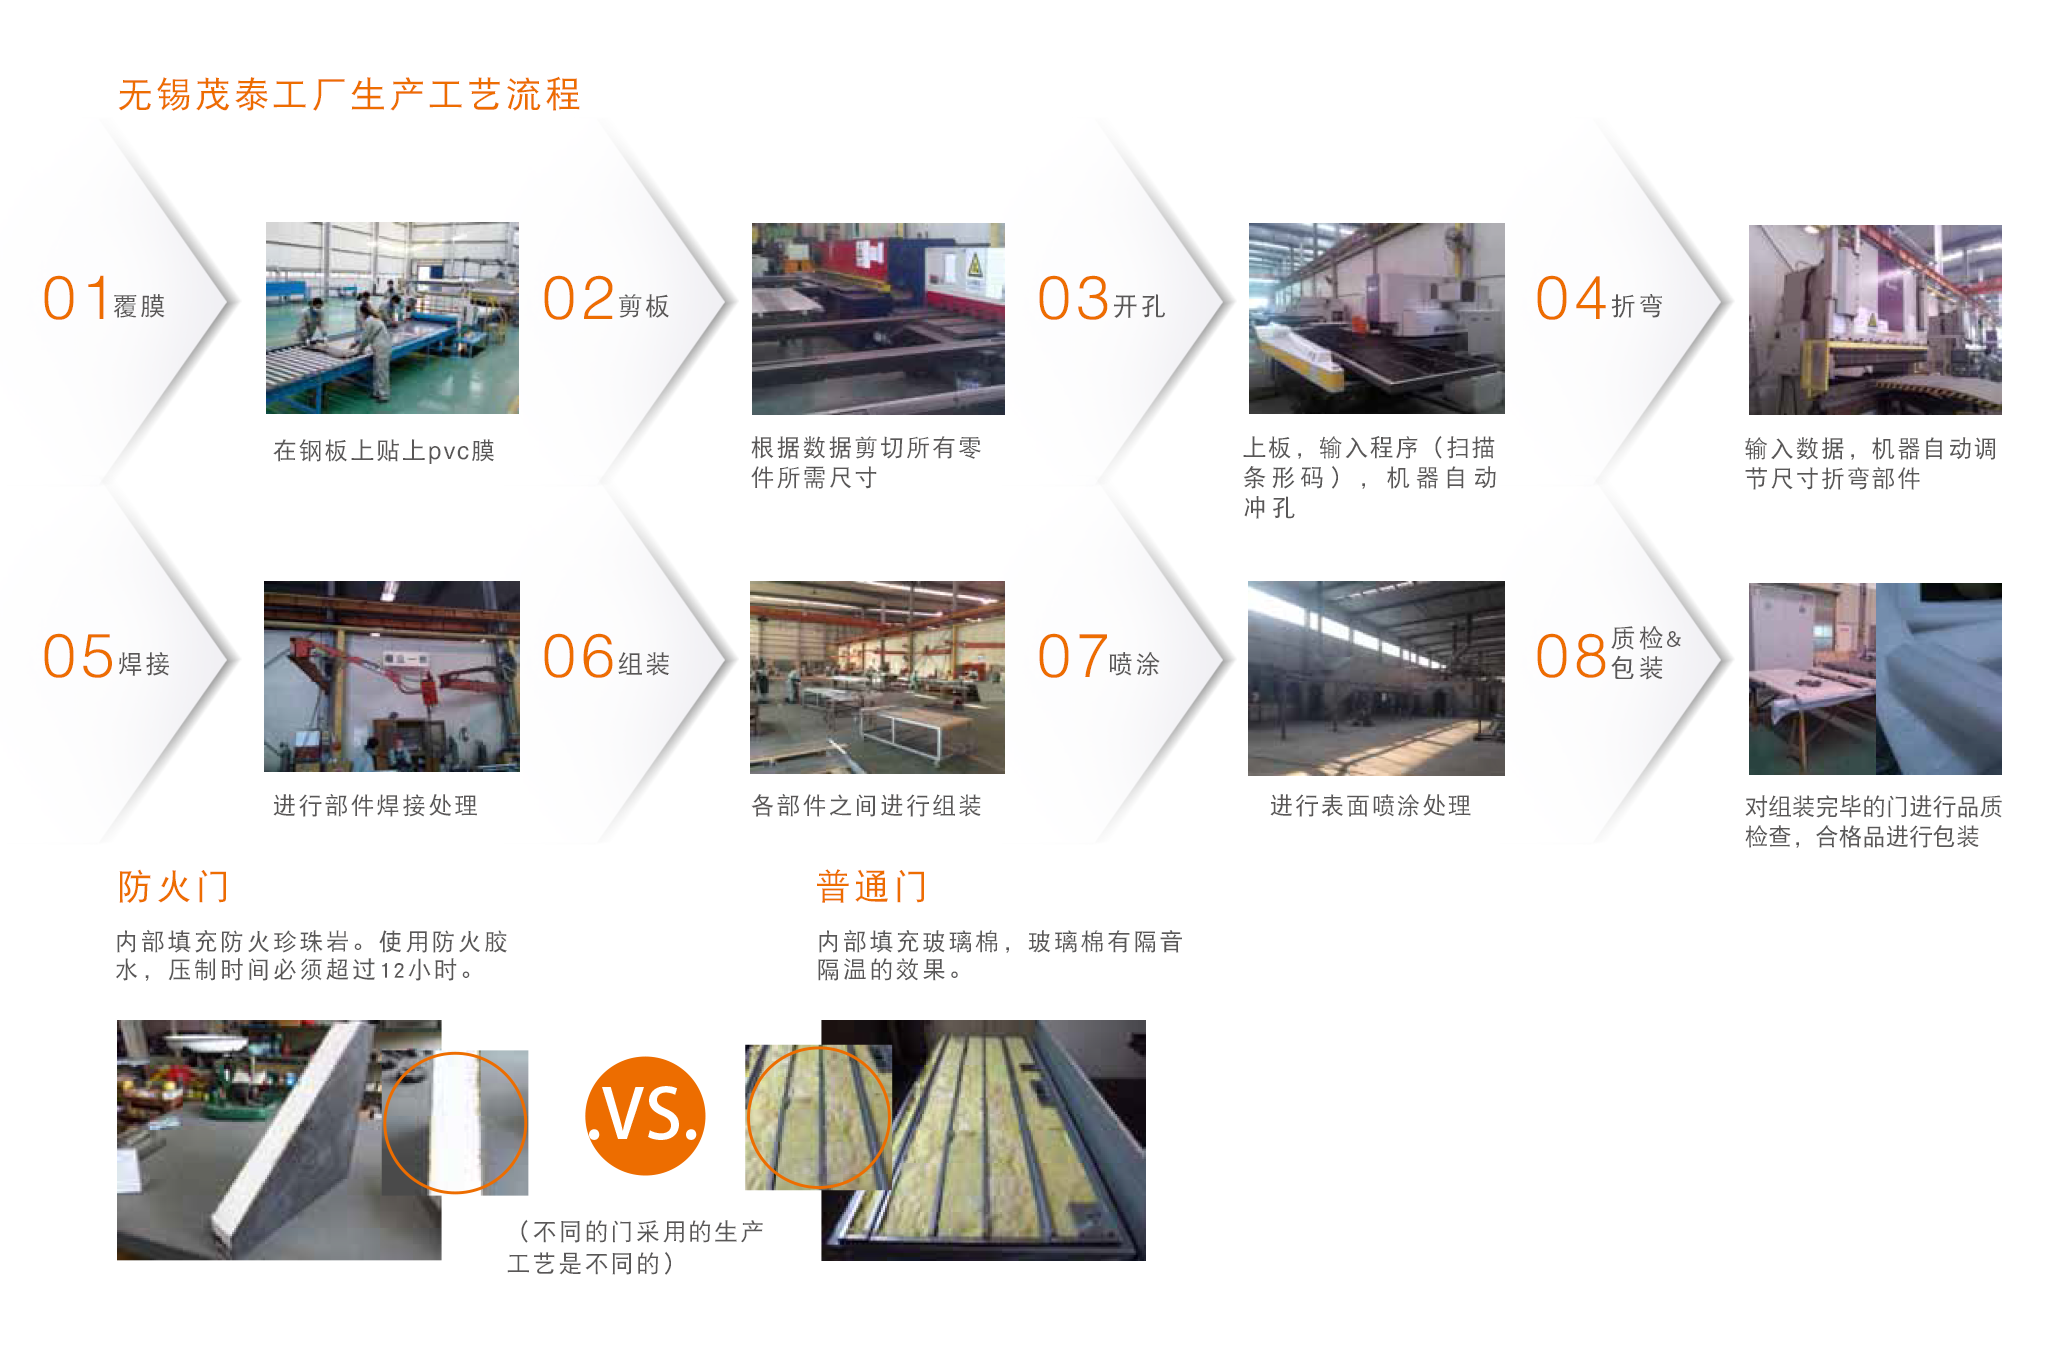 无锡茂泰工厂生产工艺流程
01覆膜
在钢板上贴上pvc膜
02剪板
根据数据剪切所有零
件所需尺寸
03开孔
上板，输入程序（扫描
条形码），机器自动
冲孔
04折弯
输入数据，机器自动调
节尺寸折弯部件
05焊接
进行部件焊接处理
06组装
各部件之间进行组装
07喷涂
进行表面喷涂处理
08质检&
包装
对组装完毕的门进行品质
检查，合格品进行包装
防火门
内部填充防火珍珠岩。使用防火胶
水，压制时间必须超过12小时。
.VS.
（不同的门采用的生产
工艺是不同的）
普通门
内部填充玻璃棉，玻璃棉有隔音
隔温的效果。